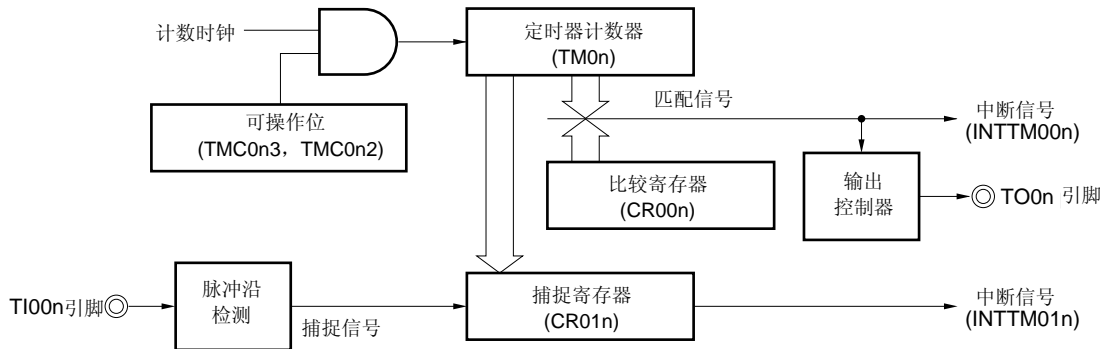 计数时钟
定时器计数器
(TM0n)
可操作位
(TMC0n3，TMC0n2)
匹配信号
中断信号
(INTTM00n)
比较寄存器
(CR00n)
输出
控制器
TO0n 引脚
TI00n引脚
脉冲沿
检测
捕捉信号
捕捉寄存器
(CR01n)
中断信号
(INTTM01n)